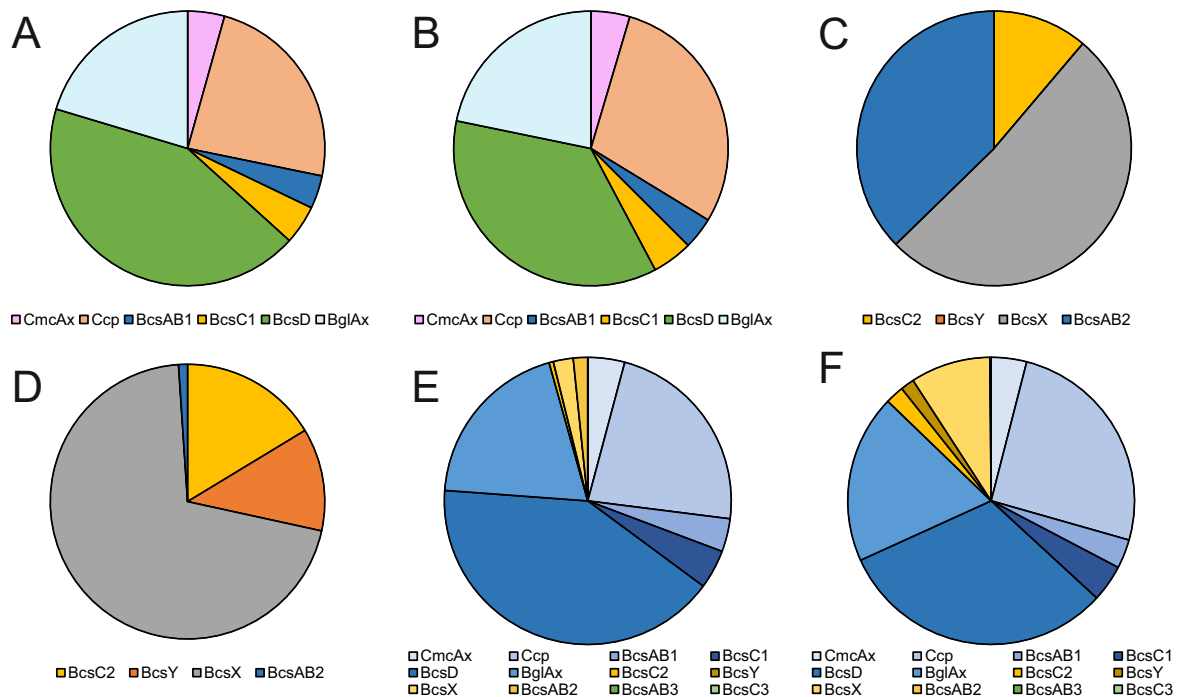 A
B
C
CmcAx Ccp BcsAB1 BcsC1 BcsD BglAx
CmcAx Ccp BcsAB1 BcsC1 BcsD BglAx
BcsC2 BcsY BcsX BcsAB2
D
E
F
BcsC2 BcsY BcsX BcsAB2
CmcAx Ccp BcsAB1 BcsC1
BcsD BglAx BcsC2 BcsY
BcsX BcsAB2 BcsAB3 BcsC3
CmcAx Ccp BcsAB1 BcsC1
BcsD BglAx BcsC2 BcsY
BcsX BcsAB2 BcsAB3 BcsC3